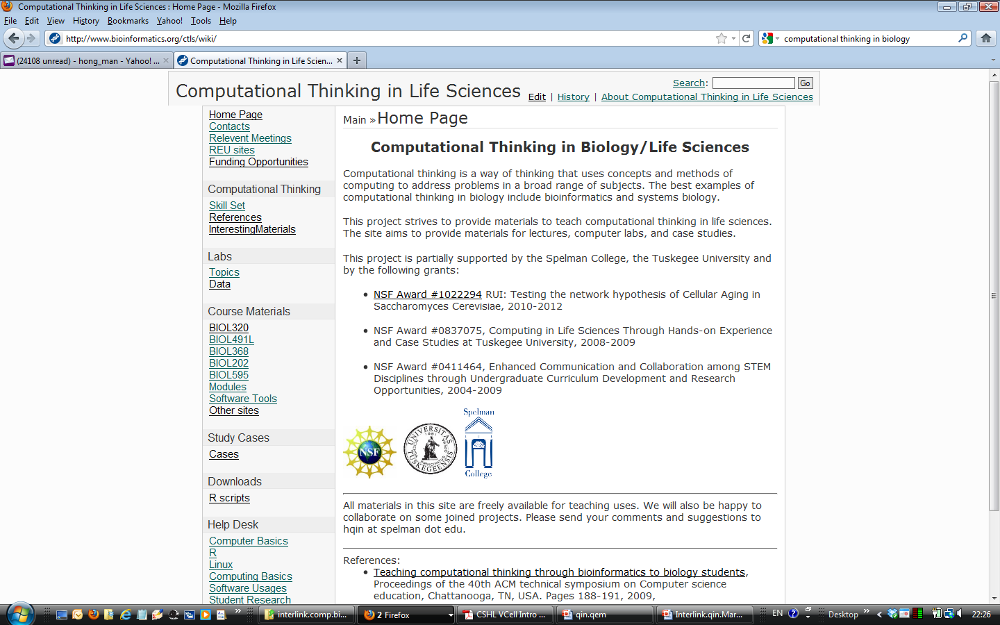 Computational Thinking in Life Sciences : Home Page - Mozilla Firefox
File Edit View History Bookmarks Yahoo! Tools Help
http://www.bioinformatics.org/ctls/wiki/
computational thinking in biology
(24108 unread) - hong_man - Yahoo! ...
Computational Thinking in Life Scien...
Search: Go
Computational Thinking in Life Sciences
Edit | History | About Computational Thinking in Life Sciences
Home Page
Contacts
Relevent Meetings
REU sites
Funding Opportunities
Computational Thinking
Skill Set
References
InterestingMaterials
Labs
Topics
Data
Course Materials
BIOL320
BIOL491L
BIOL368
BIOL202
BIOL595
Modules
Software Tools
Other sites
Study Cases
Cases
Downloads
R scripts
Help Desk
Computer Basics
R
Linux
Computing Basics
Software Usages
Student Research
Main » Home Page
Computational Thinking in Biology/Life Sciences
Computational thinking is a way of thinking that uses concepts and methods of
computing to address problems in a broad range of subjects. The best examples of
computational thinking in biology include bioinformatics and systems biology.
This project strives to provide materials to teach computational thinking in life sciences.
The site aims to provide materials for lectures, computer labs, and case studies.
This project is partially supported by the Spelman College, the Tuskegee University and
by the following grants:
• NSF Award #1022294 RUI: Testing the network hypothesis of Cellular Aging in
Saccharomyces Cerevisiae, 2010-2012
• NSF Award #0837075, Computing in Life Sciences Through Hands-on Experience
and Case Studies at Tuskegee University, 2008-2009
• NSF Award #0411464, Enhanced Communication and Collaboration among STEM
Disciplines through Undergraduate Curriculum Development and Research
Opportunities, 2004-2009
NSF
UNIVERSITAS
TUSKEGEENSIS
1881
Spelman
College
All materials in this site are freely available for teaching uses. We will also be happy to
collaborate on some joined projects. Please send your comments and suggestions to
hqin at spelman dot edu.
References:
• Teaching computational thinking through bioinformatics to biology students,
Proceedings of the 40th ACM technical symposium on Computer science
education, Chattanooga, TN, USA. Pages 188-191, 2009,
interlink.comp.bi...
2 Firefox
CSHL VCell Intro ...
qin.qem
Interlink.qin.Mar...
EN
Desktop
22:26